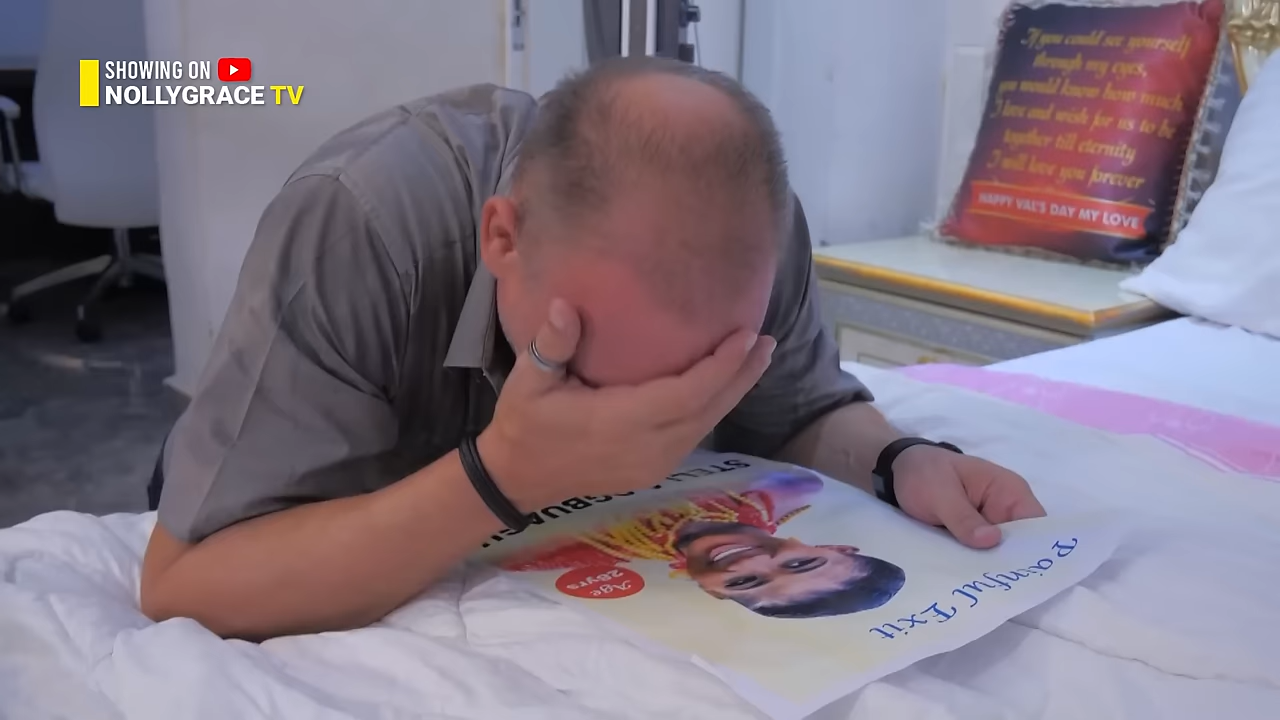 SHOWING ON
NOLLYGRACE TV
If you could see yourself
through my eyes,
you would know how much
I love and wish for us to be
together till eternity
I will love you forever
HAPPY VAL'S DAY MY LOVE
Painful Exit
Age
28yrs